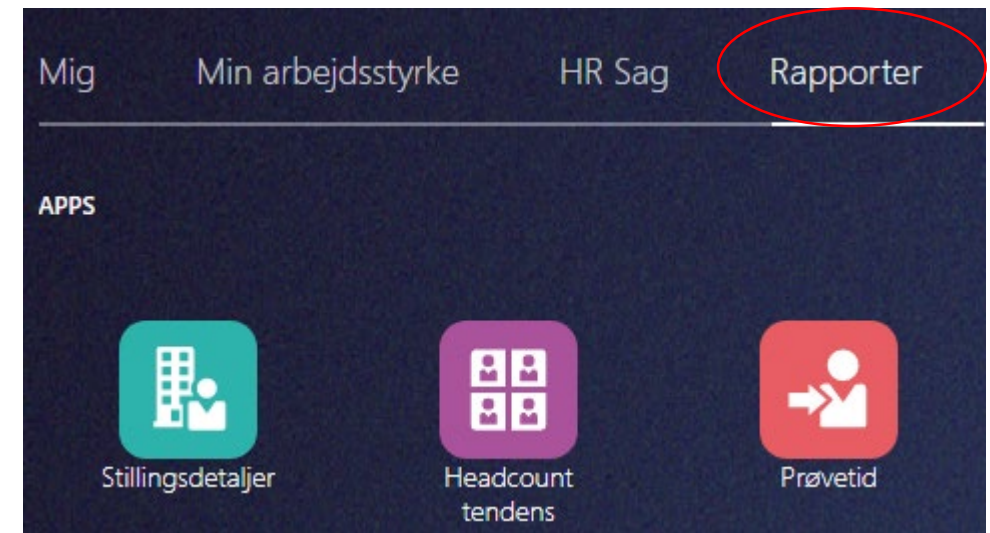 Mig Min arbejdsstyrke HR Sag Rapporter
APPS
Stillingsdetaljer Headcount Prøvetid
tendens